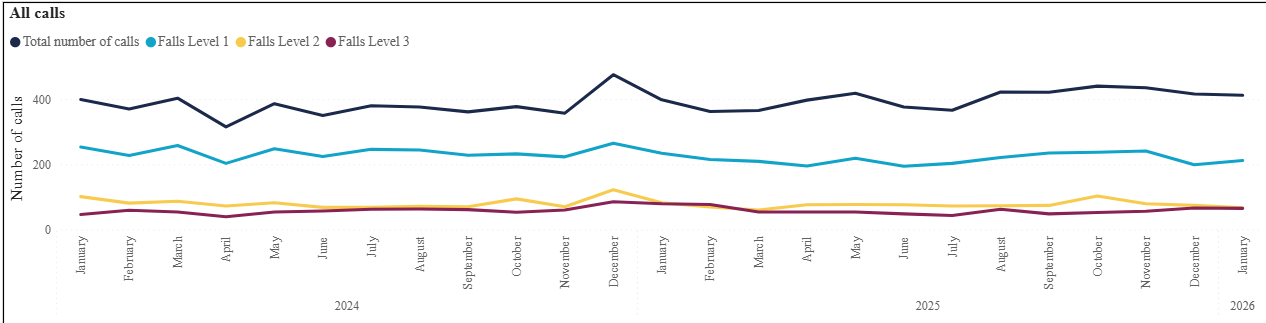 All calls
Total number of calls Falls Level 1 Falls Level 2 Falls Level 3
Number of calls
400
200
0
January February March April May June July August September October November December January February March April May June July August September October November December January
2024 2025 2026